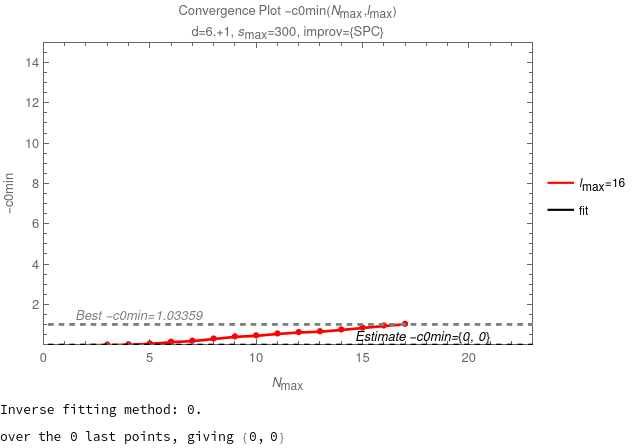 Convergence Plot -c0min(Nmax,lmax)
d=6.+1, smax=300, improv={SPC}
14
12
10
8
6
4
2
-c0min
lmax=16
fit
Best -c0min=1.03359
Estimate -c0min={0, 0}
0 5 10 15 20
Nmax
Inverse fitting method: 0.
over the 0 last points, giving {0, 0}